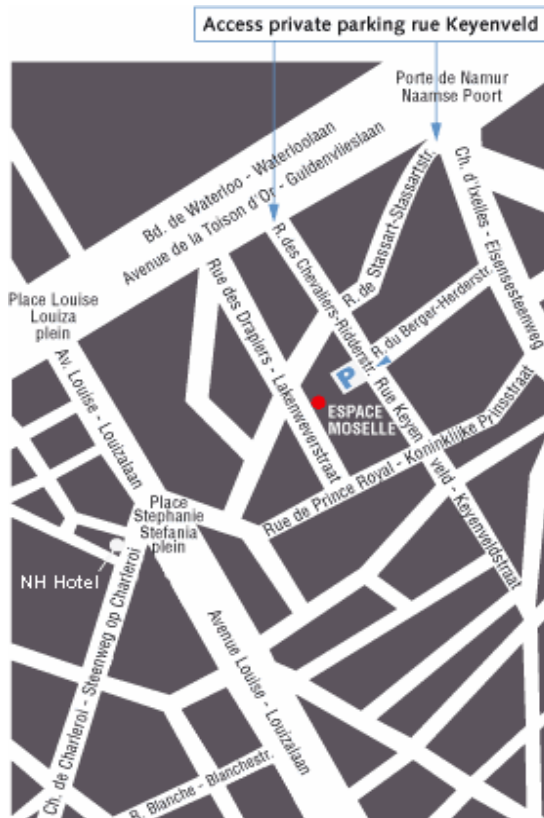 Access private parking rue Keyenveld
Porte de Namur
Naamse Poort
Bd. de Waterloo - Waterloolaan
Avenue de la Toison d'Or - Guldenvlieslaan
R. de Stassart-Stassartstr.
Ch. d'Ixelles - Elsensesteenweg
R. des Chevaliers-Ridderstr.
R. du Berger-Herderstr.
Rue des Drapiers - Lakenweverstraat
Place Louise
Louiza
plein
Av. Louise - Louizalaan
P
ESPACE
MOSELLE
Rue Keyenveld - Keyenveldstraat
Rue de Prince Royal - Koninklijke Prinsstraat
Place
Stephanie
Stefania
plein
NH Hotel
Ch. de Charleroi - Steenweg op Charleroi
Avenue Louise - Louizalaan
R. Blanche - Blanchestr.